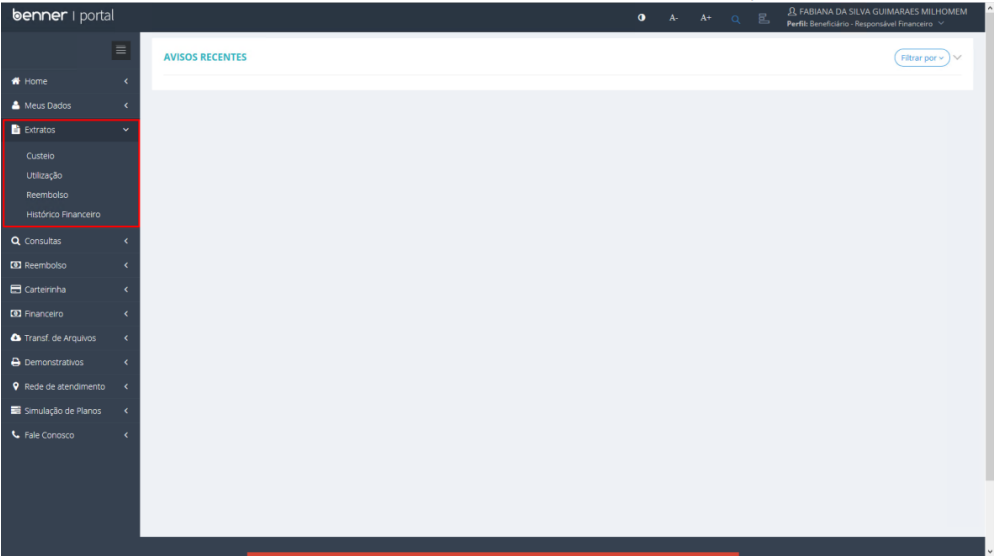 benner | portal
A- A+
FABIANA DA SILVA GUIMARAES MILHOMEM
Perfil: Beneficiário - Responsável Financeiro
AVISOS RECENTES
Filtrar por
Home
Meus Dados
Extratos
Custeio
Utilização
Reembolso
Histórico Financeiro
Consultas
Reembolso
Carteirinha
Financeiro
Transf. de Arquivos
Demonstrativos
Rede de atendimento
Simulação de Planos
Fale Conosco